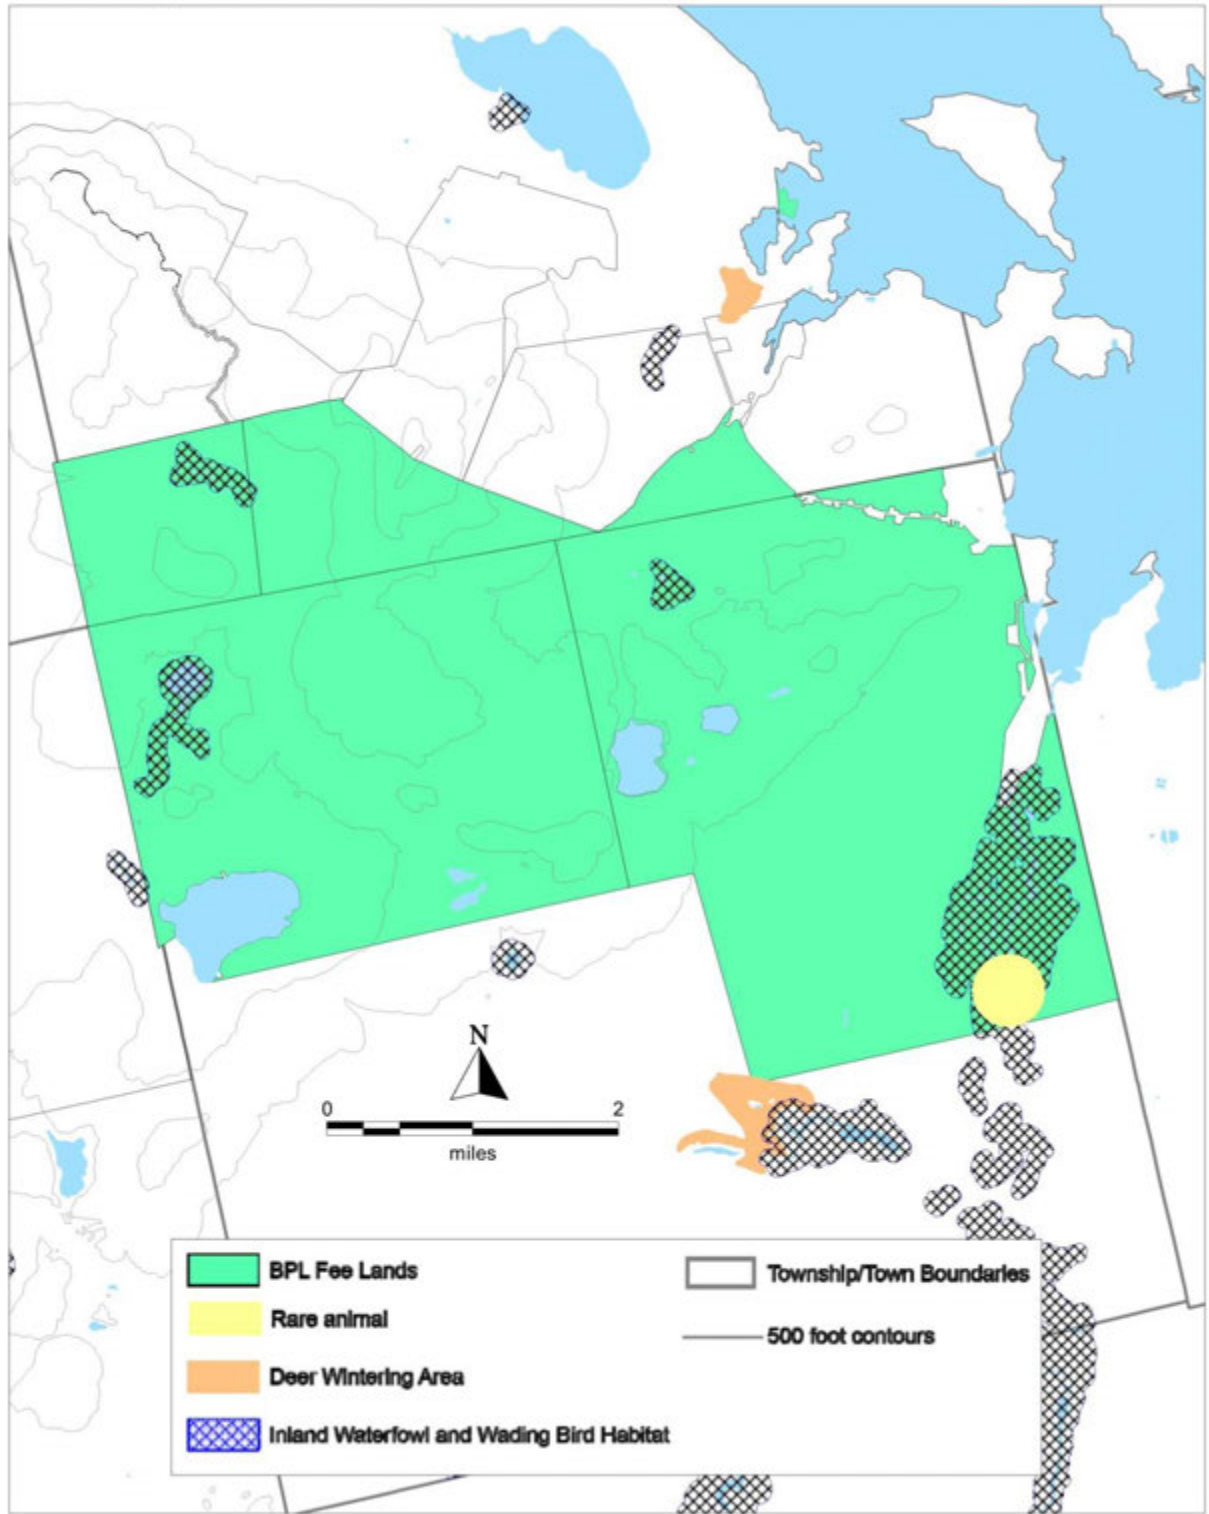 N
0 2
miles
BPL Fee Lands
Rare animal
Deer Wintering Area
Inland Waterfowl and Wading Bird Habitat
Township/Town Boundaries
500 foot contours